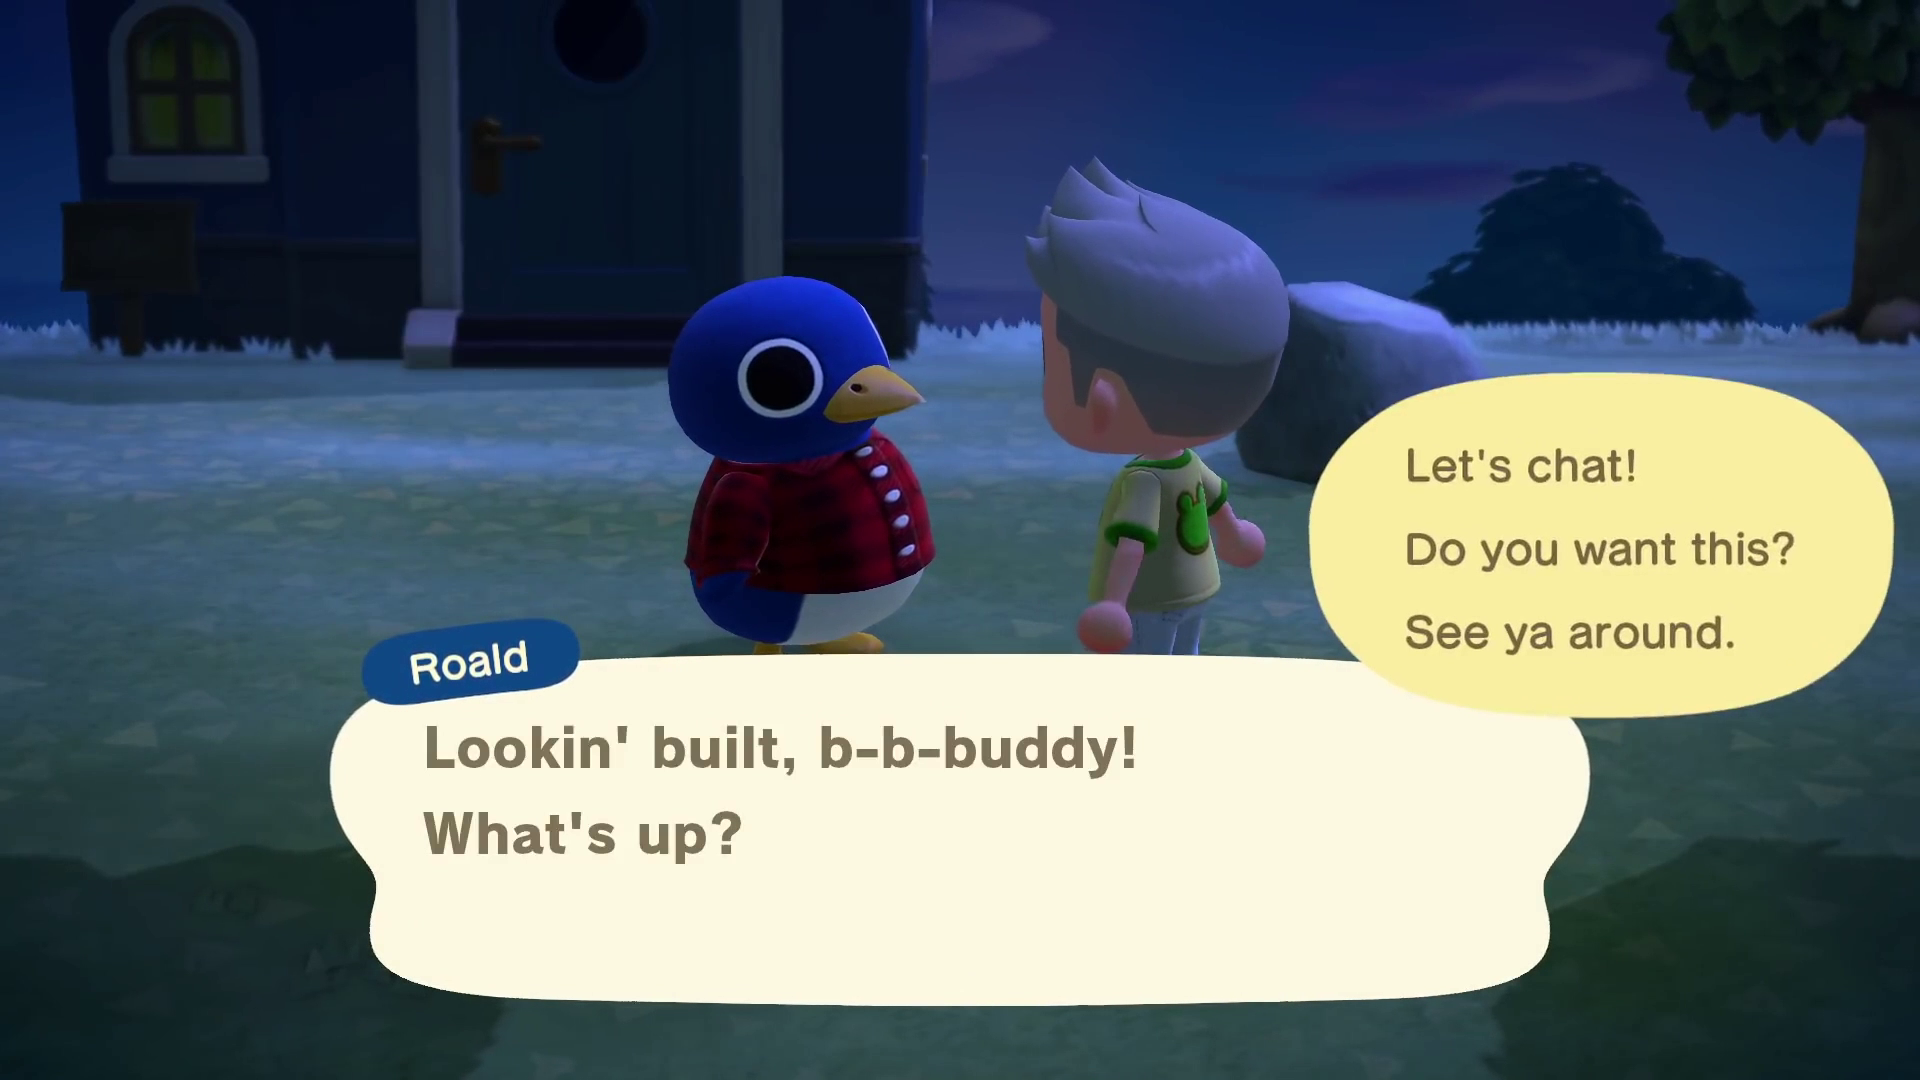 Let's chat!
Do you want this?
See ya around.
Roald
Lookin' built, b-b-buddy!
What's up?